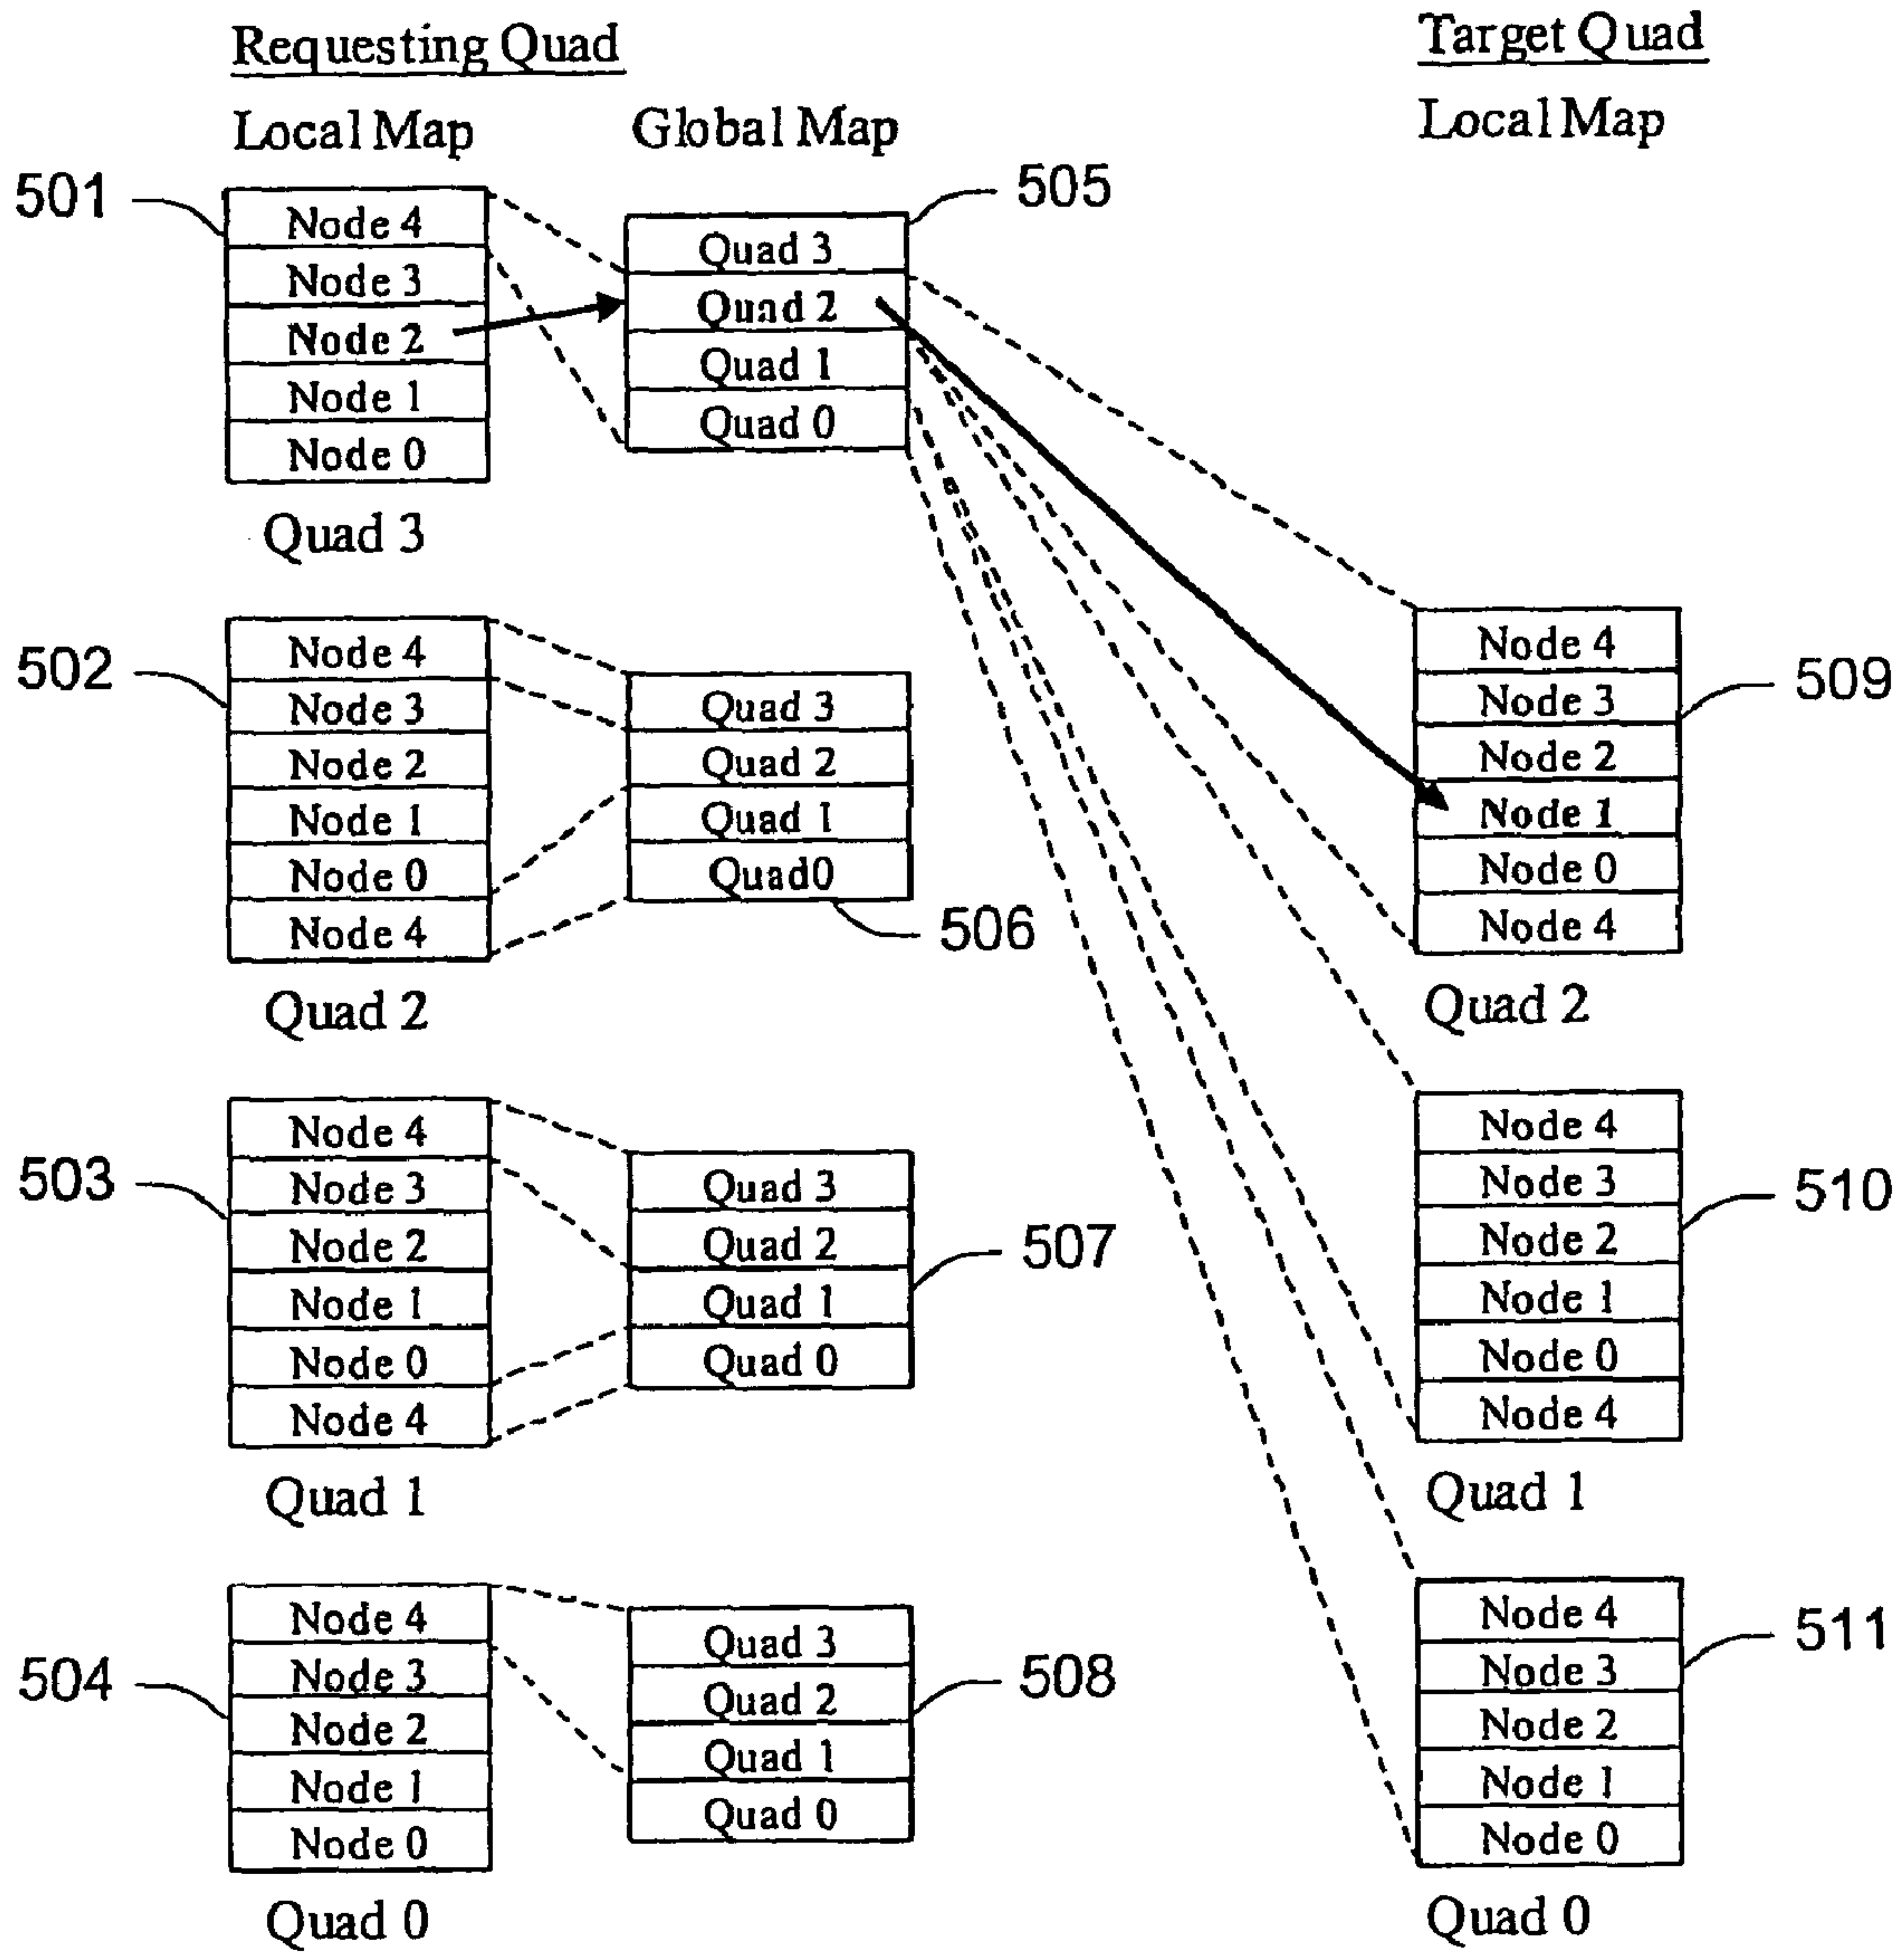 Requesting Quad
Target Quad
Local Map
Global Map
Local Map
501
Node 4
Node 3
Node 2
Node 1
Node 0
Quad 3
505
Quad 3
Quad 2
Quad 1
Quad 0
502
Node 4
Node 3
Node 2
Node 1
Node 0
Node 4
Quad 2
Quad 3
Quad 2
Quad 1
Quad0
506
503
Node 4
Node 3
Node 2
Node 1
Node 0
Node 4
Quad 1
Quad 3
Quad 2
Quad 1
Quad 0
507
504
Node 4
Node 3
Node 2
Node 1
Node 0
Quad 0
Quad 3
Quad 2
Quad 1
Quad 0
508
Node 4
Node 3
Node 2
Node 1
Node 0
Node 4
509
Quad 2
Node 4
Node 3
Node 2
Node 1
Node 0
Node 4
510
Quad 1
Node 4
Node 3
Node 2
Node 1
Node 0
511
Quad 0